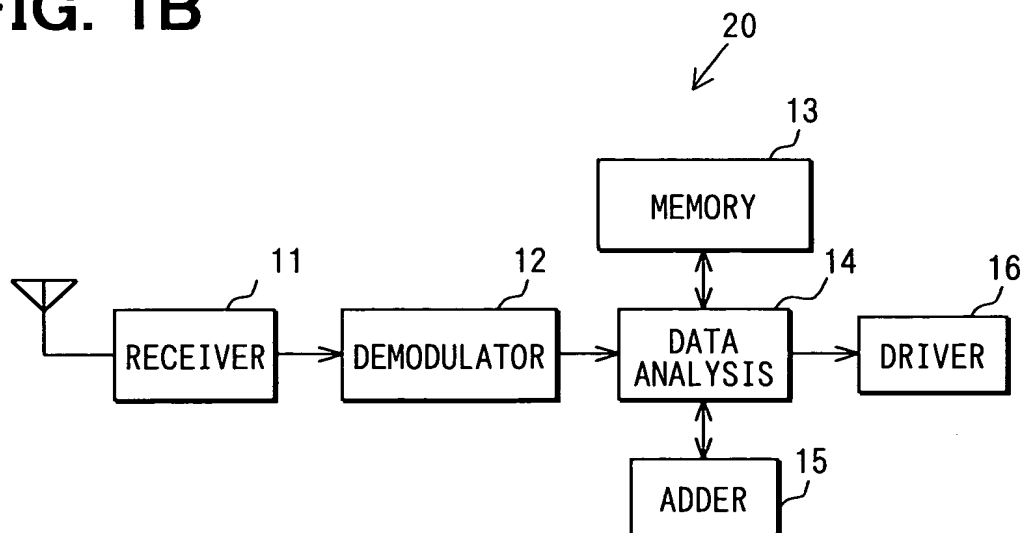 FIG. 1B
20
13
MEMORY
11
12
14
16
RECEIVER
DEMODULATOR
DATA
ANALYSIS
DRIVER
15
ADDER